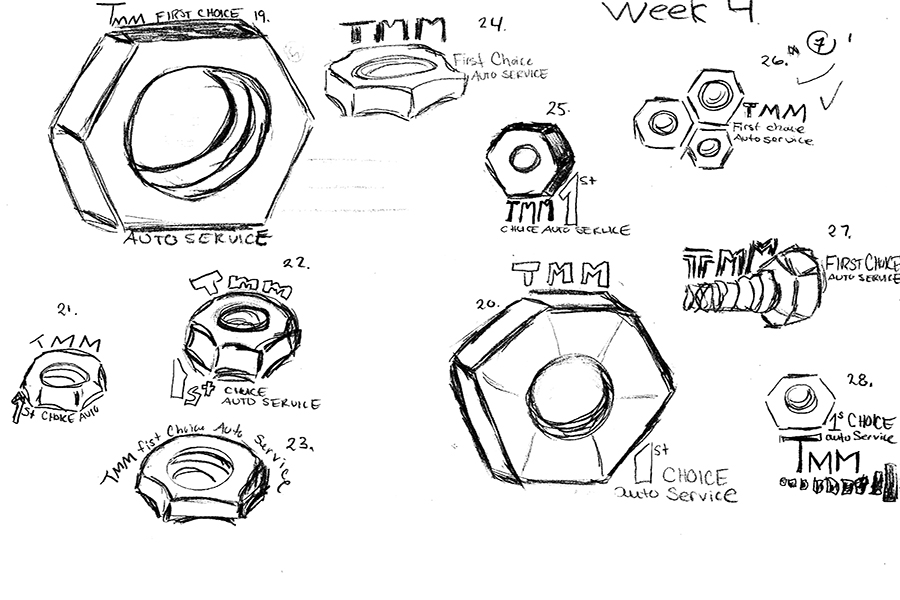 Week 4.
7
TMM FIRST CHOICE
19.
AUTO SERVICE
24.
TMM
First Choice
AUTO SERVICE
25.
1st
TMM
CHOICE AUTO SERVICE
26.
TMM
First choice
Auto service
27.
TMM
FIRST CHOICE
AUTO SERVICE
21.
TMM
1st CHOICE AUTO
22.
Tmm
1st CHOICE
AUTO SERVICE
23.
TMM fist Choice Auto Service
20.
TMM
1st CHOICE
auto Service
28.
1st CHOICE
auto Service
TMM